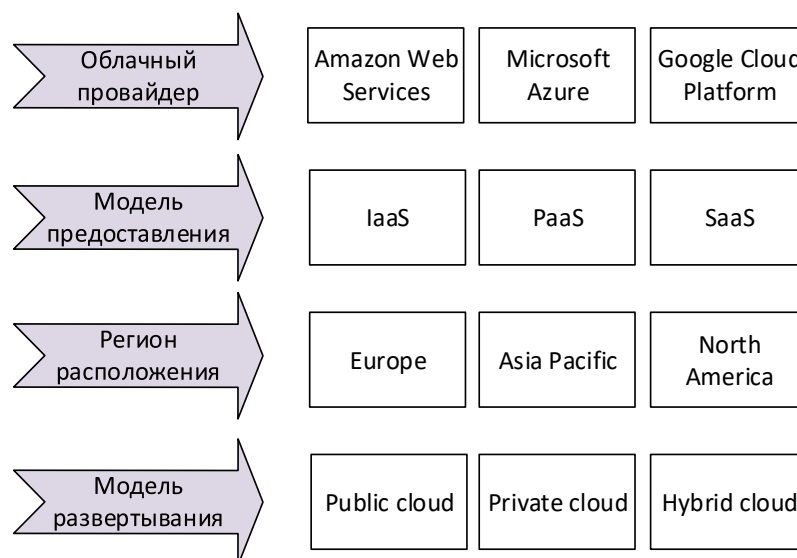 Облачный
провайдер
Amazon Web
Services
Microsoft
Azure
Google Cloud
Platform
Модель
предоставления
IaaS
PaaS
SaaS
Регион
расположения
Europe
Asia Pacific
North
America
Модель
развертывания
Public cloud
Private cloud
Hybrid cloud